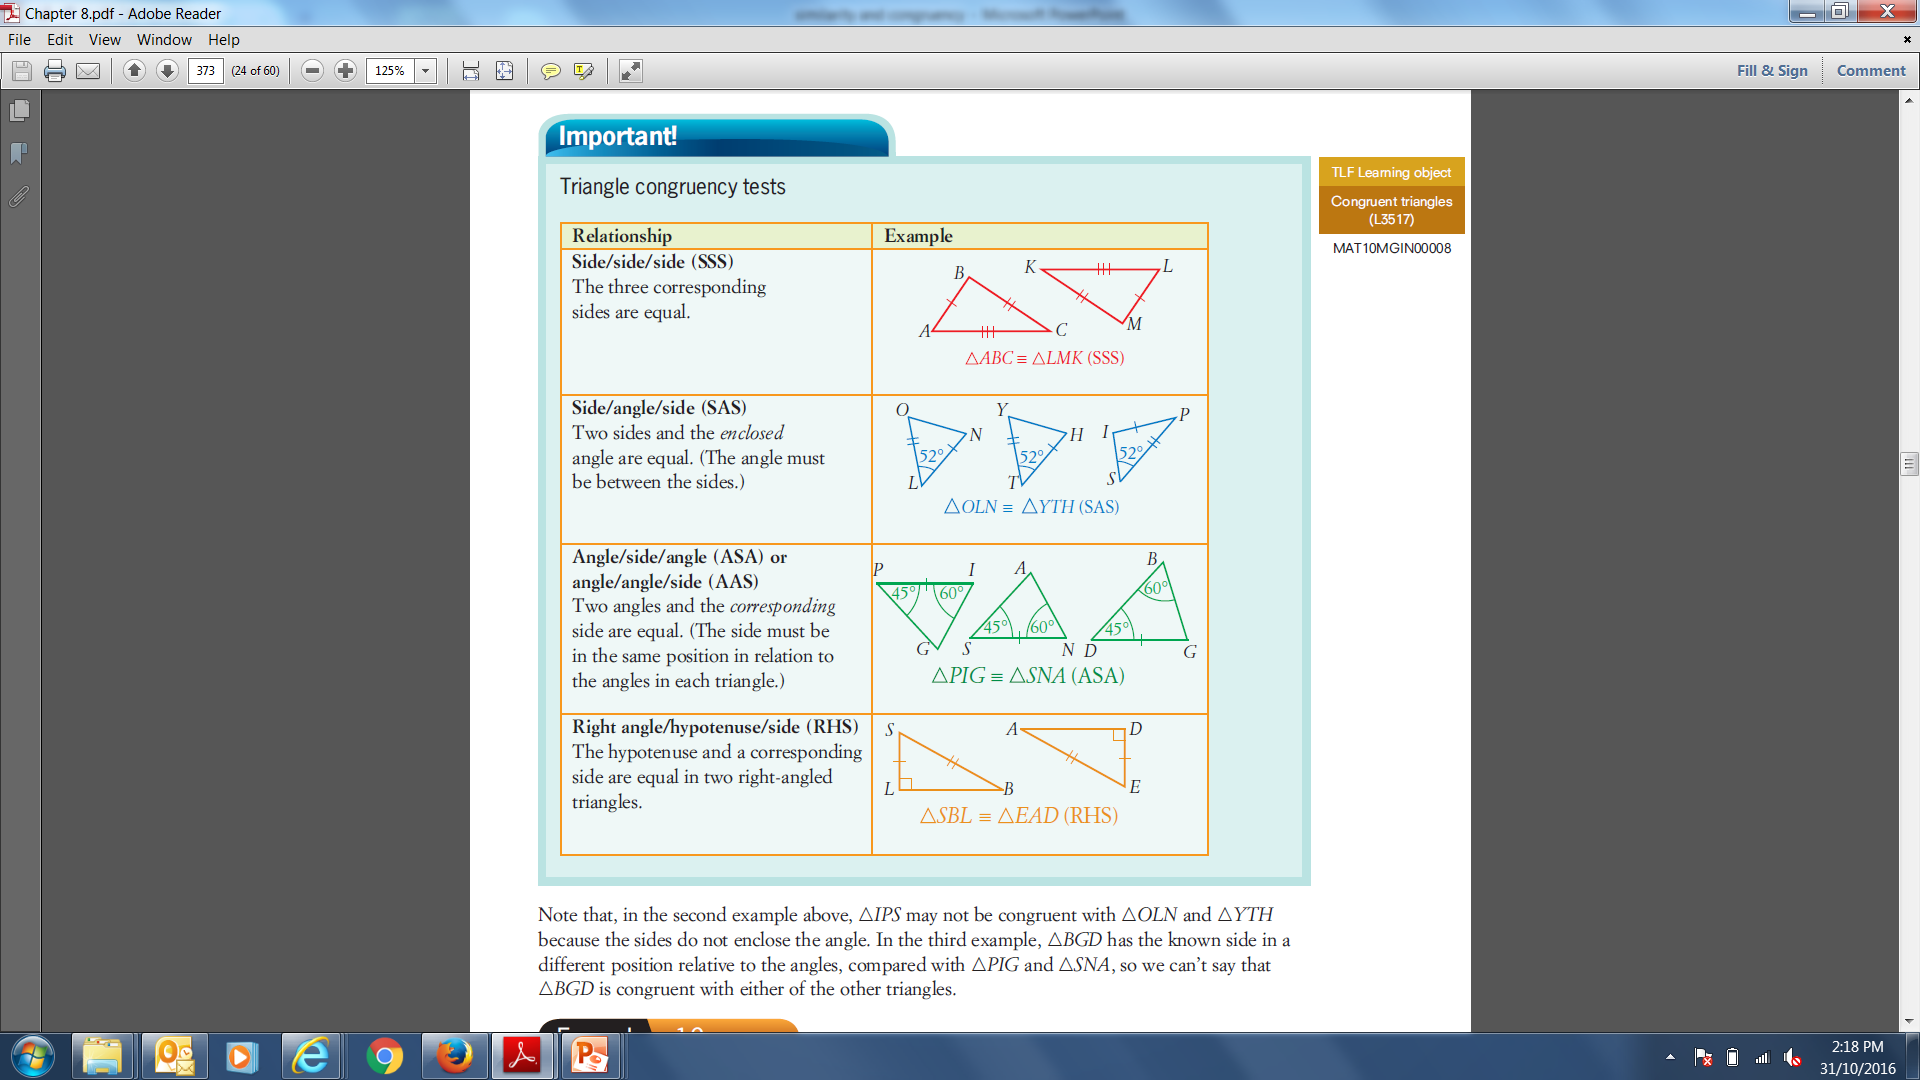 Chapter 8.pdf - Adobe Reader
similarity and congruency - Microsoft PowerPoint
File Edit View Window Help
373 (24 of 60) 125% Fill & Sign Comment
Important!
Triangle congruency tests
TLF Learning object
Congruent triangles
(L3517)
MAT10MGIN00008
Relationship Example
Side/side/side (SSS)
The three corresponding
sides are equal.
B K L
A C M
△ABC ≡ △LMK (SSS)
Side/angle/side (SAS)
Two sides and the enclosed
angle are equal. (The angle must
be between the sides.)
O Y P
N H I
52° 52° 52°
L T S
△OLN ≡ △YTH (SAS)
Angle/side/angle (ASA) or
angle/angle/side (AAS)
Two angles and the corresponding
side are equal. (The side must be
in the same position in relation to
the angles in each triangle.)
P I A B
45° 60° 60°
45° 60° 45°
G S N D G
△PIG ≡ △SNA (ASA)
Right angle/hypotenuse/side (RHS)
The hypotenuse and a corresponding
side are equal in two right-angled
triangles.
S A D
L B E
△SBL ≡ △EAD (RHS)
Note that, in the second example above, △IPS may not be congruent with △OLN and △YTH
because the sides do not enclose the angle. In the third example, △BGD has the known side in a
different position relative to the angles, compared with △PIG and △SNA, so we can't say that
△BGD is congruent with either of the other triangles.
2:18 PM
31/10/2016